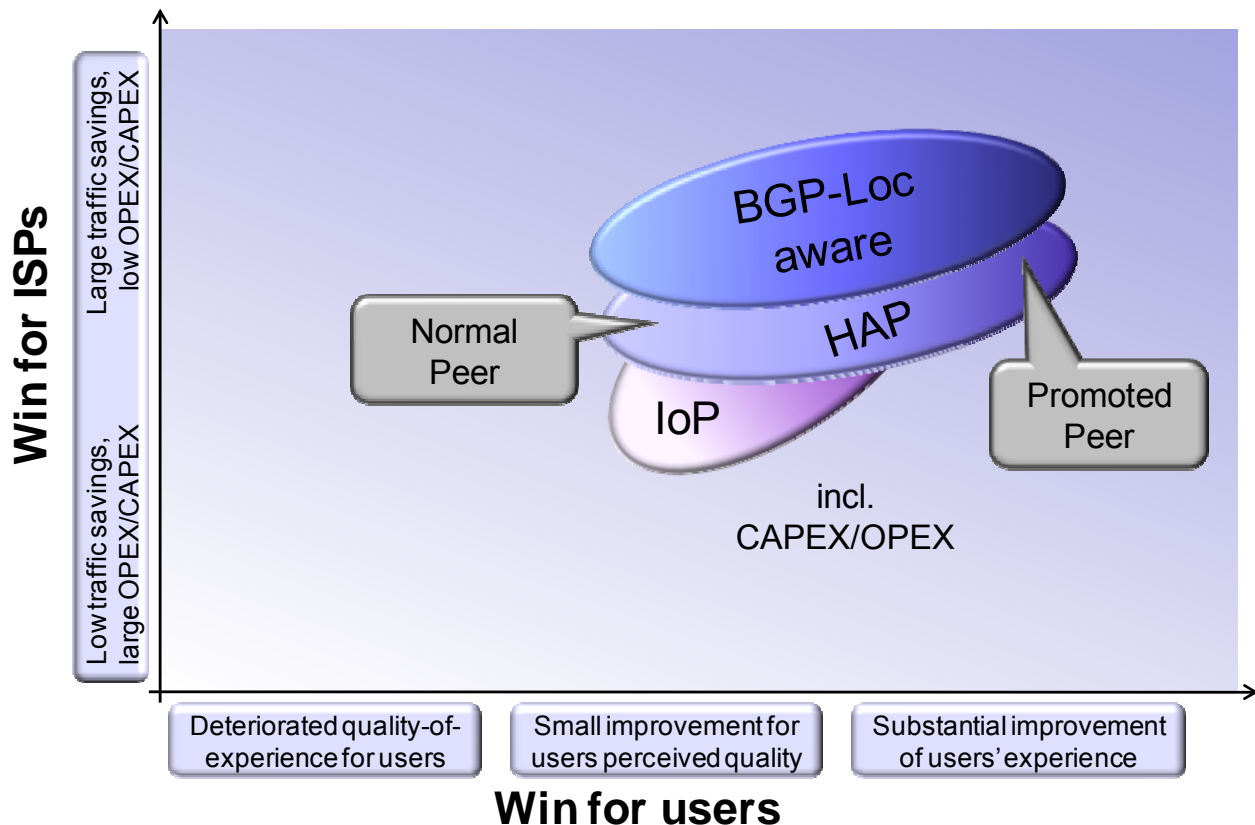 Win for ISPs
Large traffic savings,
low OPEX/CAPEX
Low traffic savings,
large OPEX/CAPEX
BGP-Loc
aware
HAP
IoP
Normal
Peer
Promoted
Peer
incl.
CAPEX/OPEX
Deteriorated quality-of-
experience for users
Small improvement for
users perceived quality
Substantial improvement
of users’ experience
Win for users